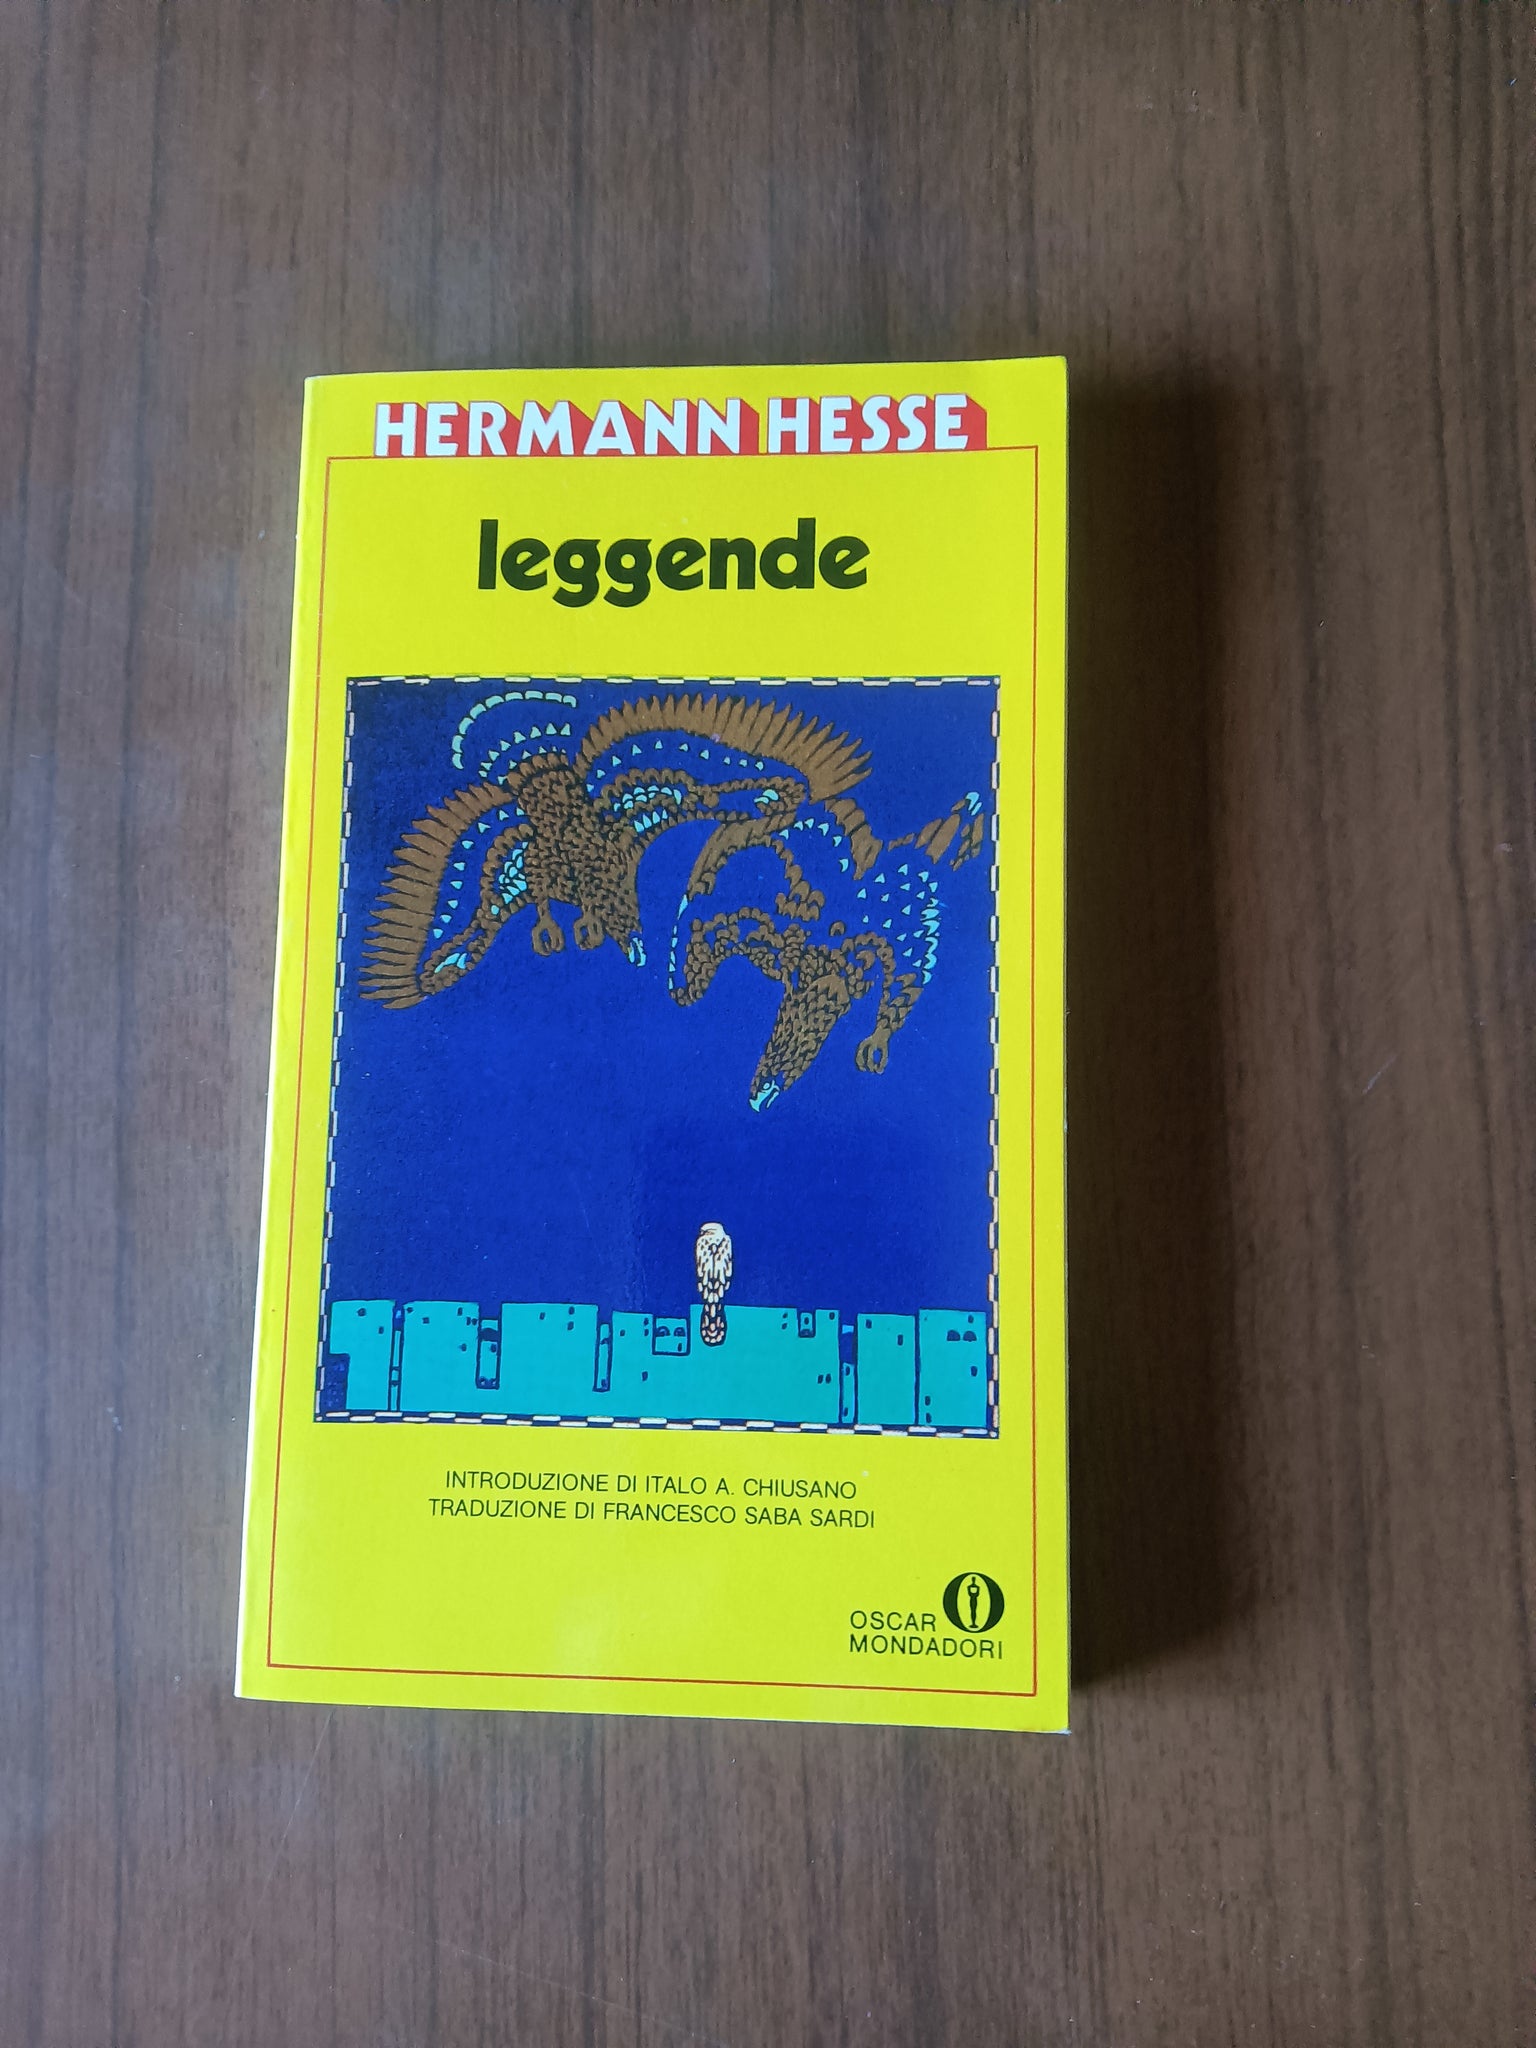 HERMANN HESSE
leggende
INTRODUZIONE DI ITALO A. CHIUSANO
TRADUZIONE DI FRANCESCO SABA SARDI
OSCAR
MONDADORI